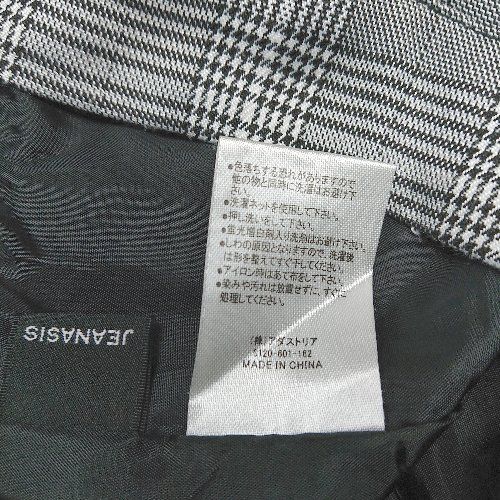 ●色落ちする恐れがありますので
他の物と同時に洗濯はお避け下
さい。
●洗濯ネットを使用して下さい。
●押し洗いをして下さい。
●蛍光増白剤入り洗剤はお避け下さい。
●しわの原因となりますので、洗濯後
は形を整えてすぐ干してください。
●アイロン時はあて布をして下さい。
●染みや汚れは放置せずに、すぐに
処理してください。
(株)アダストリア
0120-601-162
MADE IN CHINA
JEANASIS